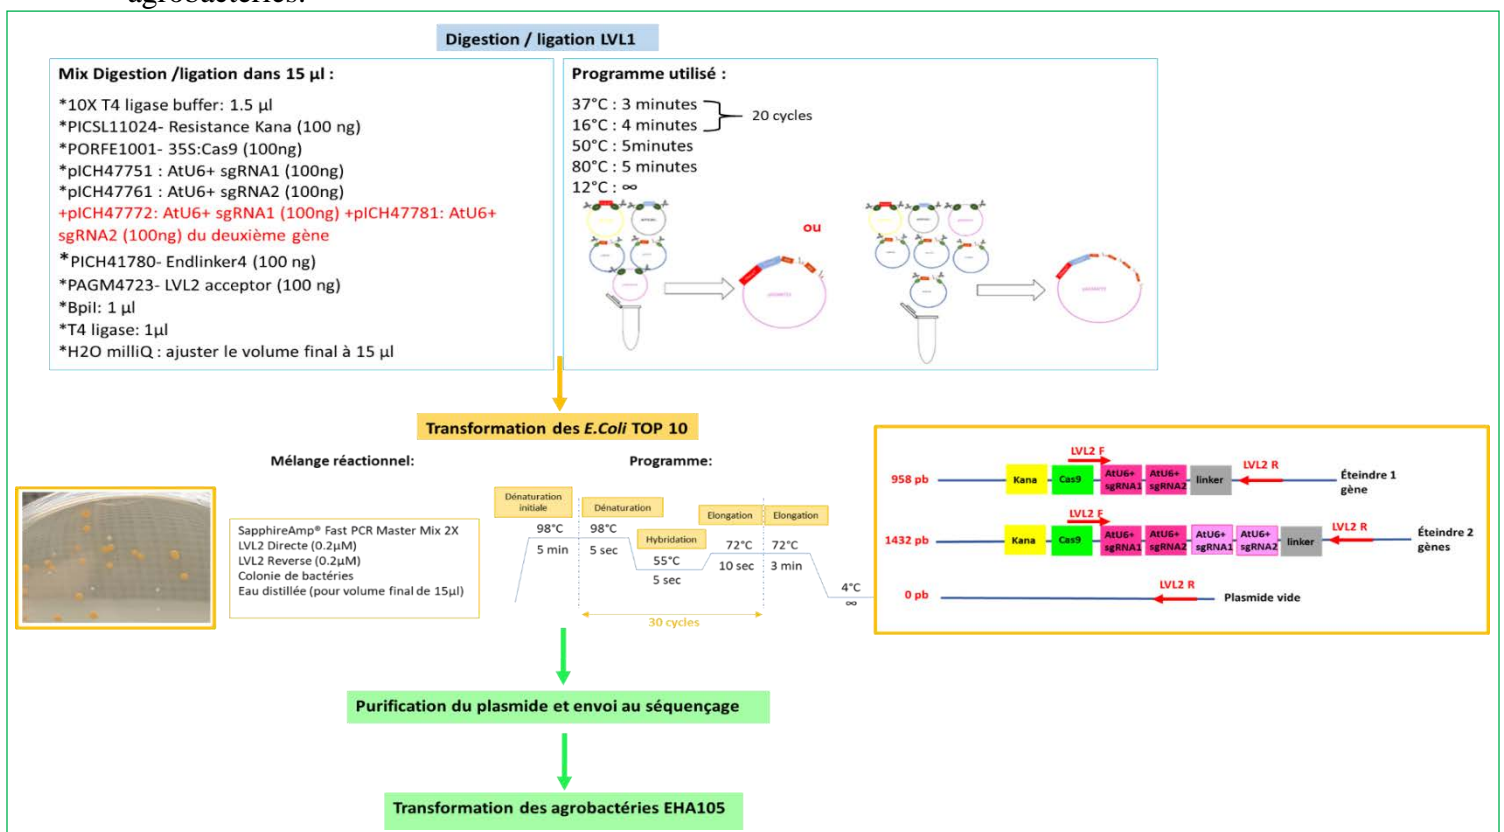 agrobactéries.
Digestion / ligation LVL1
Mix Digestion /ligation dans 15 µl :
*10X T4 ligase buffer: 1.5 µl
*PICSL11024- Resistance Kana (100 ng)
*PORFE1001- 35S:Cas9 (100ng)
*pICH47751 : AtU6+ sgRNA1 (100ng)
*pICH47761 : AtU6+ sgRNA2 (100ng)
+pICH47772: AtU6+ sgRNA1 (100ng) +pICH47781: AtU6+
sgRNA2 (100ng) du deuxième gène
*PICH41780- Endlinker4 (100 ng)
*PAGM4723- LVL2 acceptor (100 ng)
*BpiI: 1 µl
*T4 ligase: 1µl
*H2O milliQ : ajuster le volume final à 15 µl
Programme utilisé :
37°C : 3 minutes
16°C : 4 minutes
20 cycles
50°C : 5minutes
80°C : 5 minutes
12°C : ∞
ou
Transformation des E.Coli TOP 10
Mélange réactionnel:
SapphireAmp® Fast PCR Master Mix 2X
LVL2 Directe (0.2µM)
LVL2 Reverse (0.2µM)
Colonie de bactéries
Eau distillée (pour volume final de 15µl)
Programme:
Dénaturation
initiale
98°C
5 min
Dénaturation
98°C
5 sec
Hybridation
55°C
5 sec
Elongation
72°C
10 sec
Elongation
72°C
3 min
4°C
∞
30 cycles
958 pb
LVL2 F
Kana
Cas9
AtU6+
sgRNA1
AtU6+
sgRNA2
linker
LVL2 R
Éteindre 1
gène
1432 pb
LVL2 F
Kana
Cas9
AtU6+
sgRNA1
AtU6+
sgRNA2
AtU6+
sgRNA1
AtU6+
sgRNA2
linker
LVL2 R
Éteindre 2
gènes
0 pb
LVL2 R
Plasmide vide
Purification du plasmide et envoi au séquençage
Transformation des agrobactéries EHA105